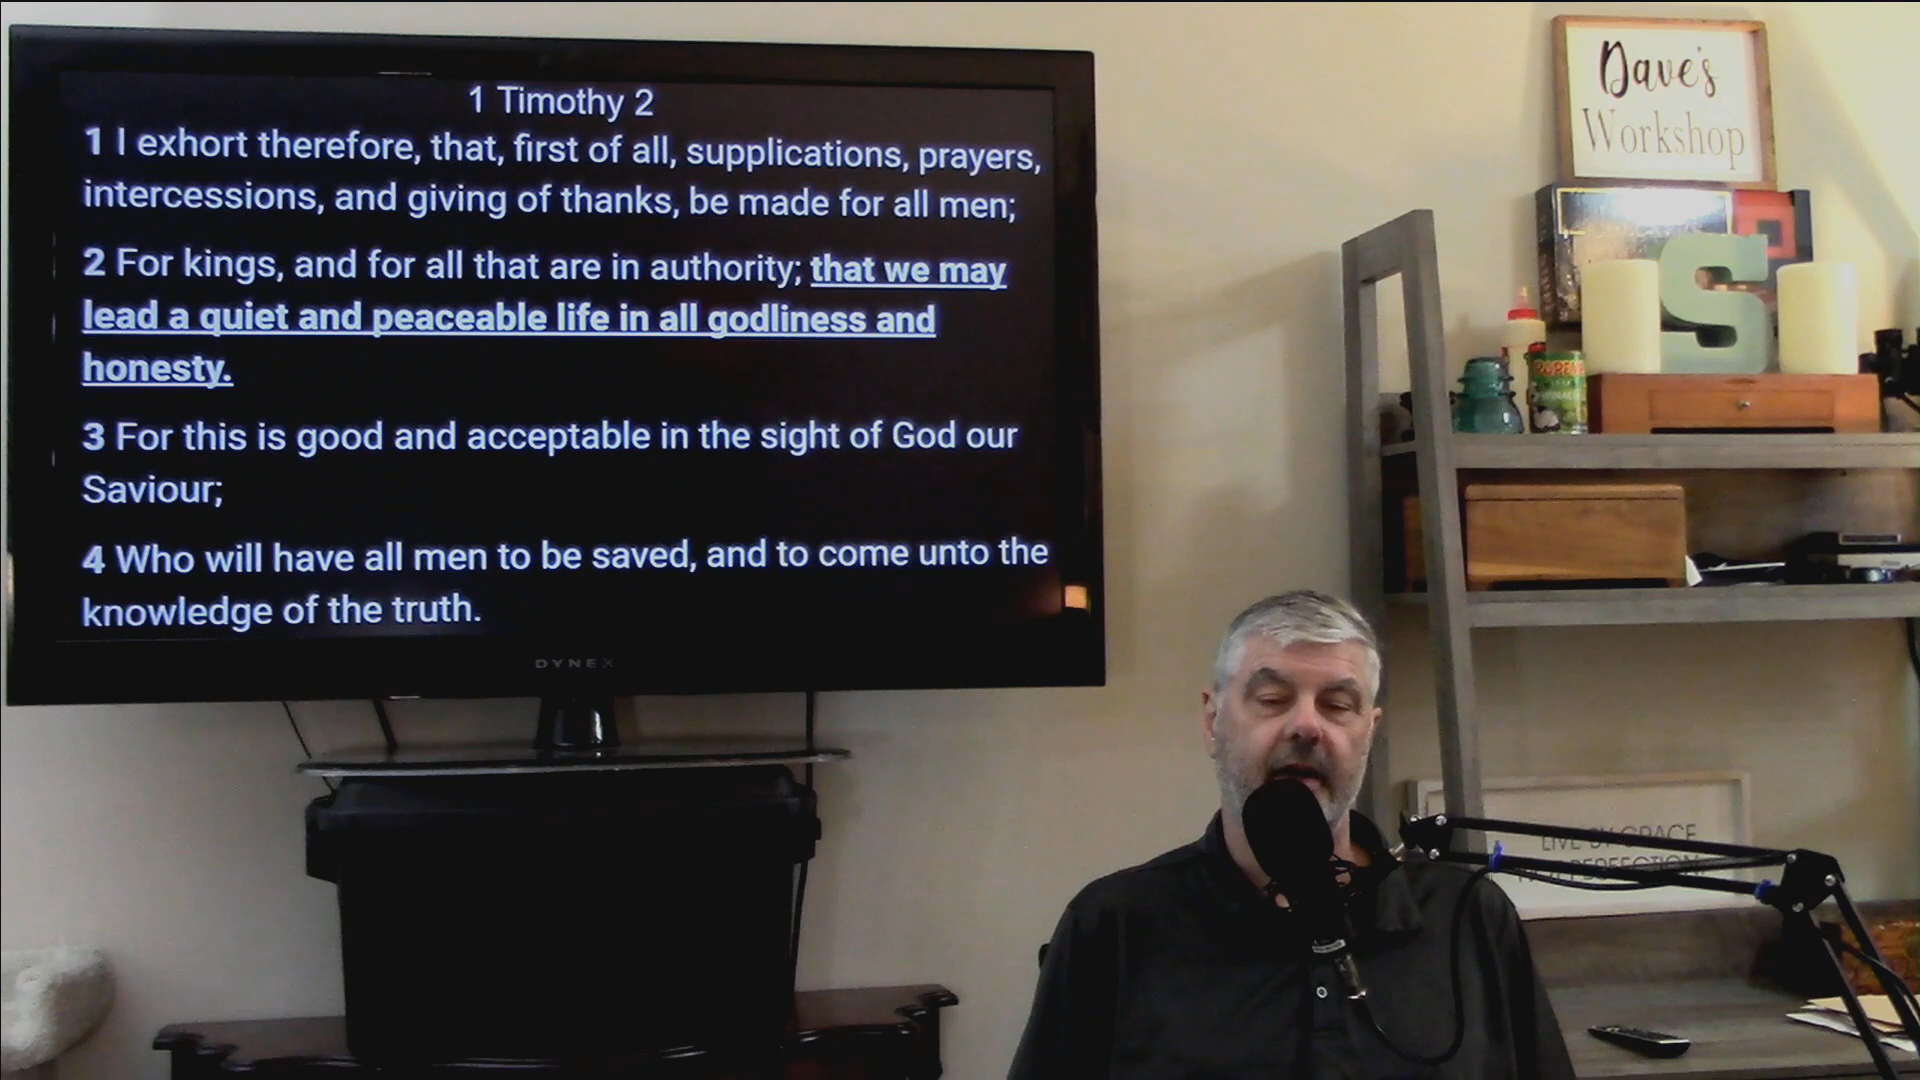 1 Timothy 2
1 I exhort therefore, that, first of all, supplications, prayers,
intercessions, and giving of thanks, be made for all men;
2 For kings, and for all that are in authority; that we may
lead a quiet and peaceable life in all godliness and
honesty.
3 For this is good and acceptable in the sight of God our
Saviour;
4 Who will have all men to be saved, and to come unto the
knowledge of the truth.
DYNEX
Dave's
Workshop
S
LIVE BY GRACE
PERFECTION